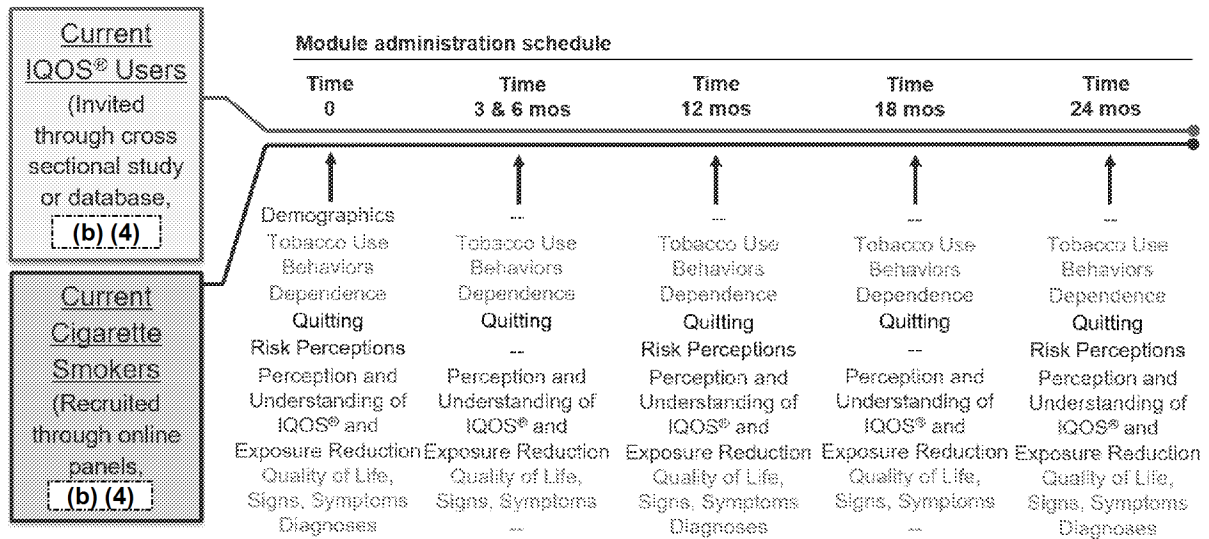 Current
IQOS® Users
(Invited
through cross
sectional study
or database,
(b) (4)
Current
Cigarette
Smokers
(Recruited
through online
panels,
(b) (4)
Module administration schedule
Time
0
Time
3 & 6 mos
Time
12 mos
Time
18 mos
Time
24 mos
Demographics
Tobacco Use
Behaviors
Dependence
Quitting
Risk Perceptions
Perception and
Understanding of
IQOS® and
Exposure Reduction
Quality of Life,
Signs, Symptoms
Diagnoses
--
Tobacco Use
Behaviors
Dependence
Quitting
--
Perception and
Understanding of
IQOS® and
Exposure Reduction
Quality of Life,
Signs, Symptoms
--
--
Tobacco Use
Behaviors
Dependence
Quitting
Risk Perceptions
Perception and
Understanding of
IQOS® and
Exposure Reduction
Quality of Life,
Signs, Symptoms
Diagnoses
--
Tobacco Use
Behaviors
Dependence
Quitting
--
Perception and
Understanding of
IQOS® and
Exposure Reduction
Quality of Life,
Signs, Symptoms
--
--
Tobacco Use
Behaviors
Dependence
Quitting
Risk Perceptions
Perception and
Understanding of
IQOS® and
Exposure Reduction
Quality of Life,
Signs, Symptoms
Diagnoses